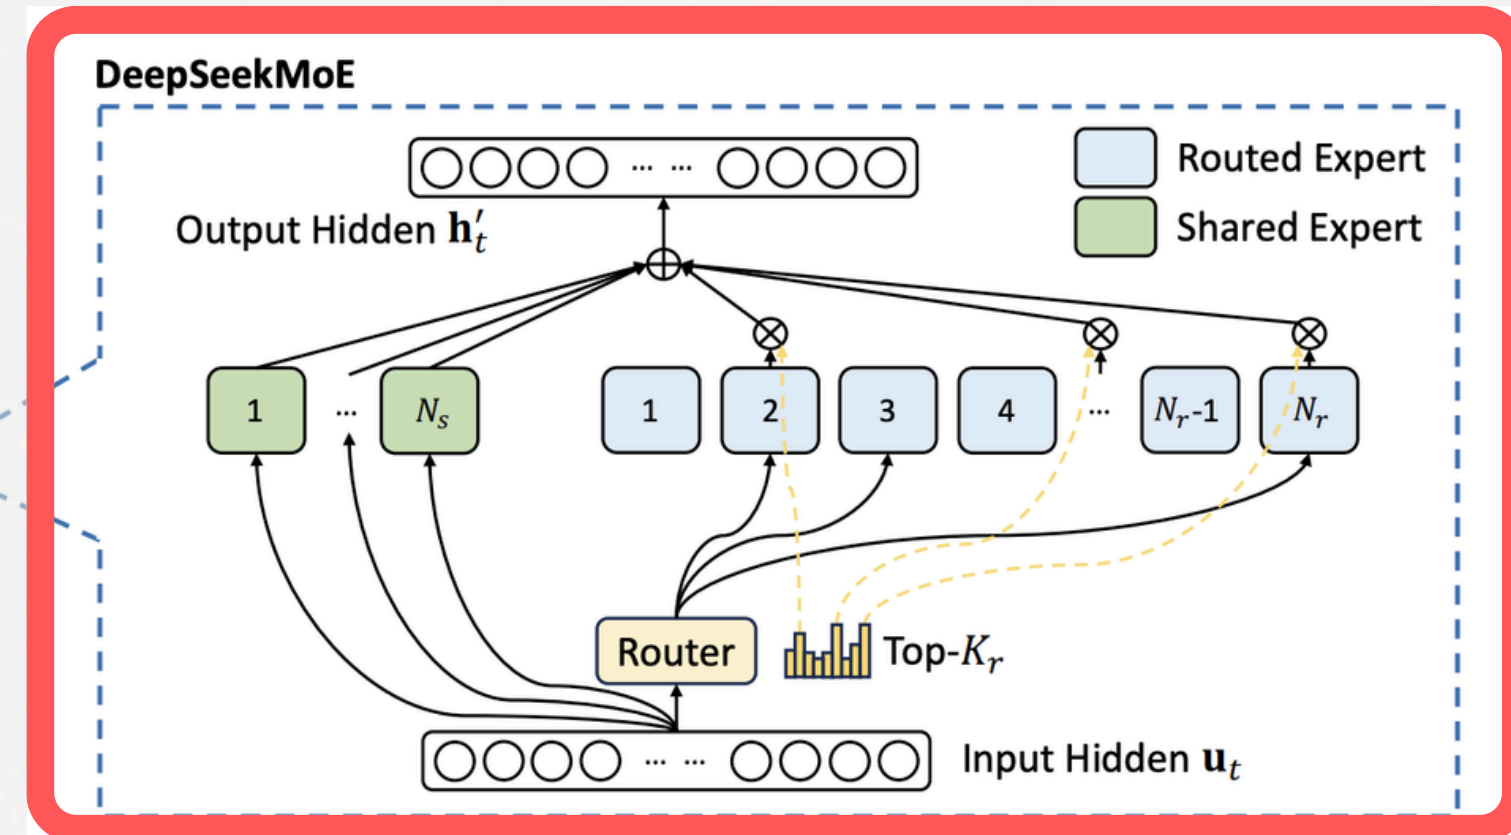 DeepSeekMoE
... ...
Routed Expert
Shared Expert
Output Hidden h′ₜ
1 ... Nₛ 1 2 3 4 ... Nᵣ-1 Nᵣ
Router
Top-Kᵣ
... ...
Input Hidden uₜ